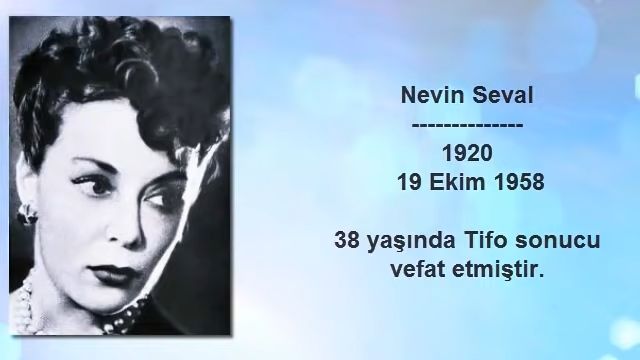 Nevin Seval
--------------
1920
19 Ekim 1958
38 yaşında Tifo sonucu
vefat etmiştir.